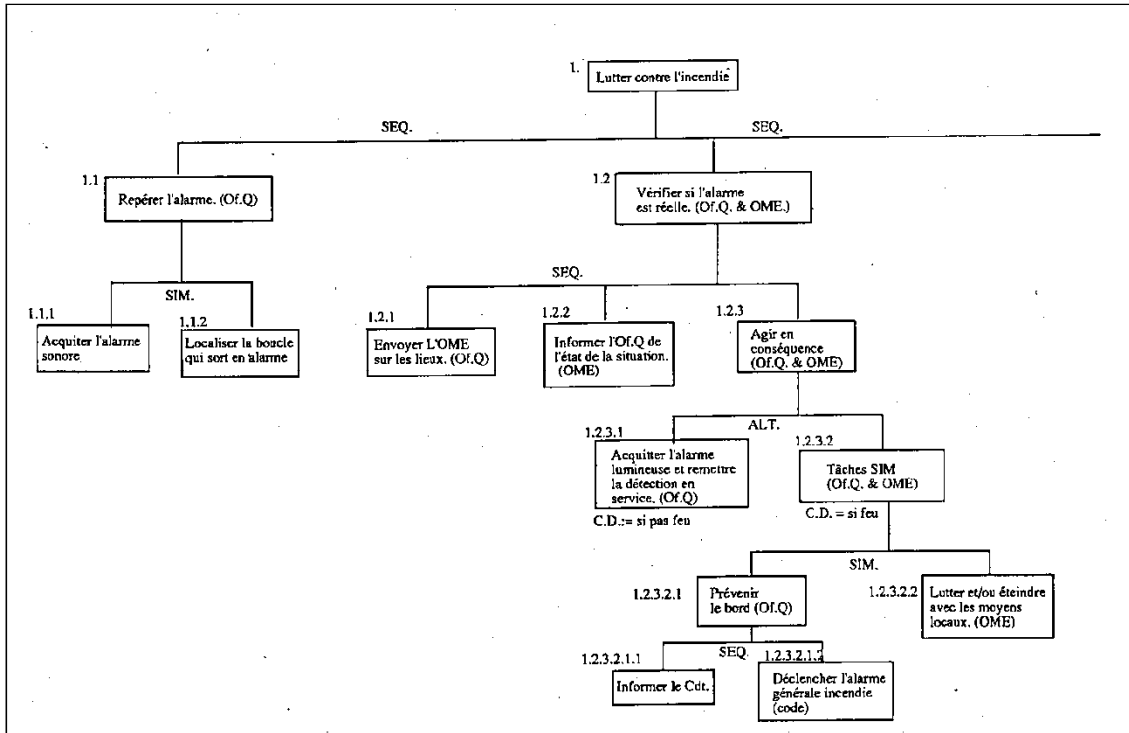 1.
Lutter contre l'incendie
SEQ.
SEQ.
1.1
Repérer l'alarme. (Of.Q)
1.2
Vérifier si l'alarme
est réelle. (Of.Q. & OME.)
SIM.
1.1.1
Acquiter l'alarme
sonore
1.1.2
Localiser la boucle
qui sort en alarme
SEQ.
1.2.1
Envoyer L'OME
sur les lieux. (Of.Q)
1.2.2
Informer l'Of.Q de
l'état de la situation.
(OME)
1.2.3
Agir en
conséquence
(Of.Q. & OME)
ALT.
1.2.3.1
Acquitter l'alarme
lumineuse et remettre
la détection en
service. (Of.Q)
C.D.:= si pas feu
1.2.3.2
Tâches SIM
(Of.Q. & OME)
C.D. = si feu
SIM.
1.2.3.2.1
Prévenir
le bord (Of.Q)
1.2.3.2.2
Lutter et/ou éteindre
avec les moyens
locaux. (OME)
SEQ.
1.2.3.2.1.1
Informer le Cdt.
1.2.3.2.1.2
Déclencher l'alarme
générale incendie
(code)